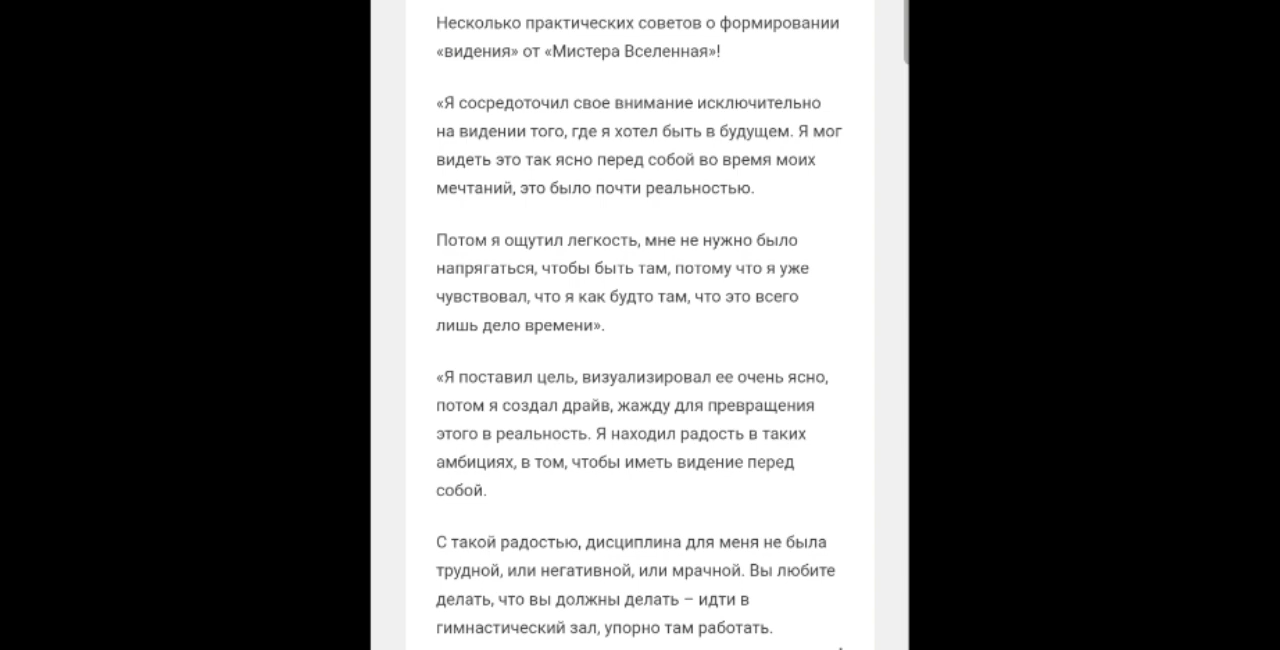 Несколько практических советов о формировании
«видения» от «Мистера Вселенная»!
«Я сосредоточил свое внимание исключительно
на видении того, где я хотел быть в будущем. Я мог
видеть это так ясно перед собой во время моих
мечтаний, это было почти реальностью.
Потом я ощутил легкость, мне не нужно было
напрягаться, чтобы быть там, потому что я уже
чувствовал, что я как будто там, что это всего
лишь дело времени».
«Я поставил цель, визуализировал ее очень ясно,
потом я создал драйв, жажду для превращения
этого в реальность. Я находил радость в таких
амбициях, в том, чтобы иметь видение перед
собой.
С такой радостью, дисциплина для меня не была
трудной, или негативной, или мрачной. Вы любите
делать, что вы должны делать – идти в
гимнастический зал, упорно там работать.